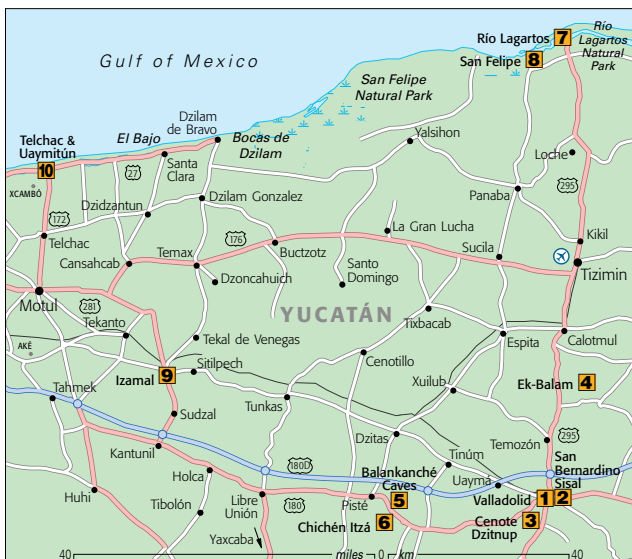 Gulf of Mexico
Río Lagartos
7
Río
Lagartos
Natural
Park
San Felipe
8
San Felipe
Natural Park
Dzilam
de Bravo
Bocas de
Dzilam
El Bajo
Telchac &
Uaymitún
10
XCAMBÓ
27
Santa
Clara
Yalsihon
Loche
295
Panaba
Dzidzantun
Dzilam Gonzalez
172
Telchac
176
La Gran Lucha
Kikil
Cansahcab
Temax
Buctzotz
Sucila
Tizimin
Dzoncahuich
Santo
Domingo
Motul
281
YUCATÁN
Tekanto
Tixbacab
AKÉ
Tekal de Venegas
Espita
Calotmul
Cenotillo
Izamal
9
Sitilpech
Xuilub
Ek-Balam
4
Tahmek
Tunkas
Sudzal
Dzitas
Temozón
295
Kantunil
Tinúm
San
Bernardino
Sisal
180D
Balankanché
Caves
5
Holca
Uayma
Valladolid
1
2
Huhi
Tibolón
Libre
Unión
180
Pisté
Chichén Itzá
6
Cenote
Dzitnup
3
Yaxcaba
40
miles
0
km
40